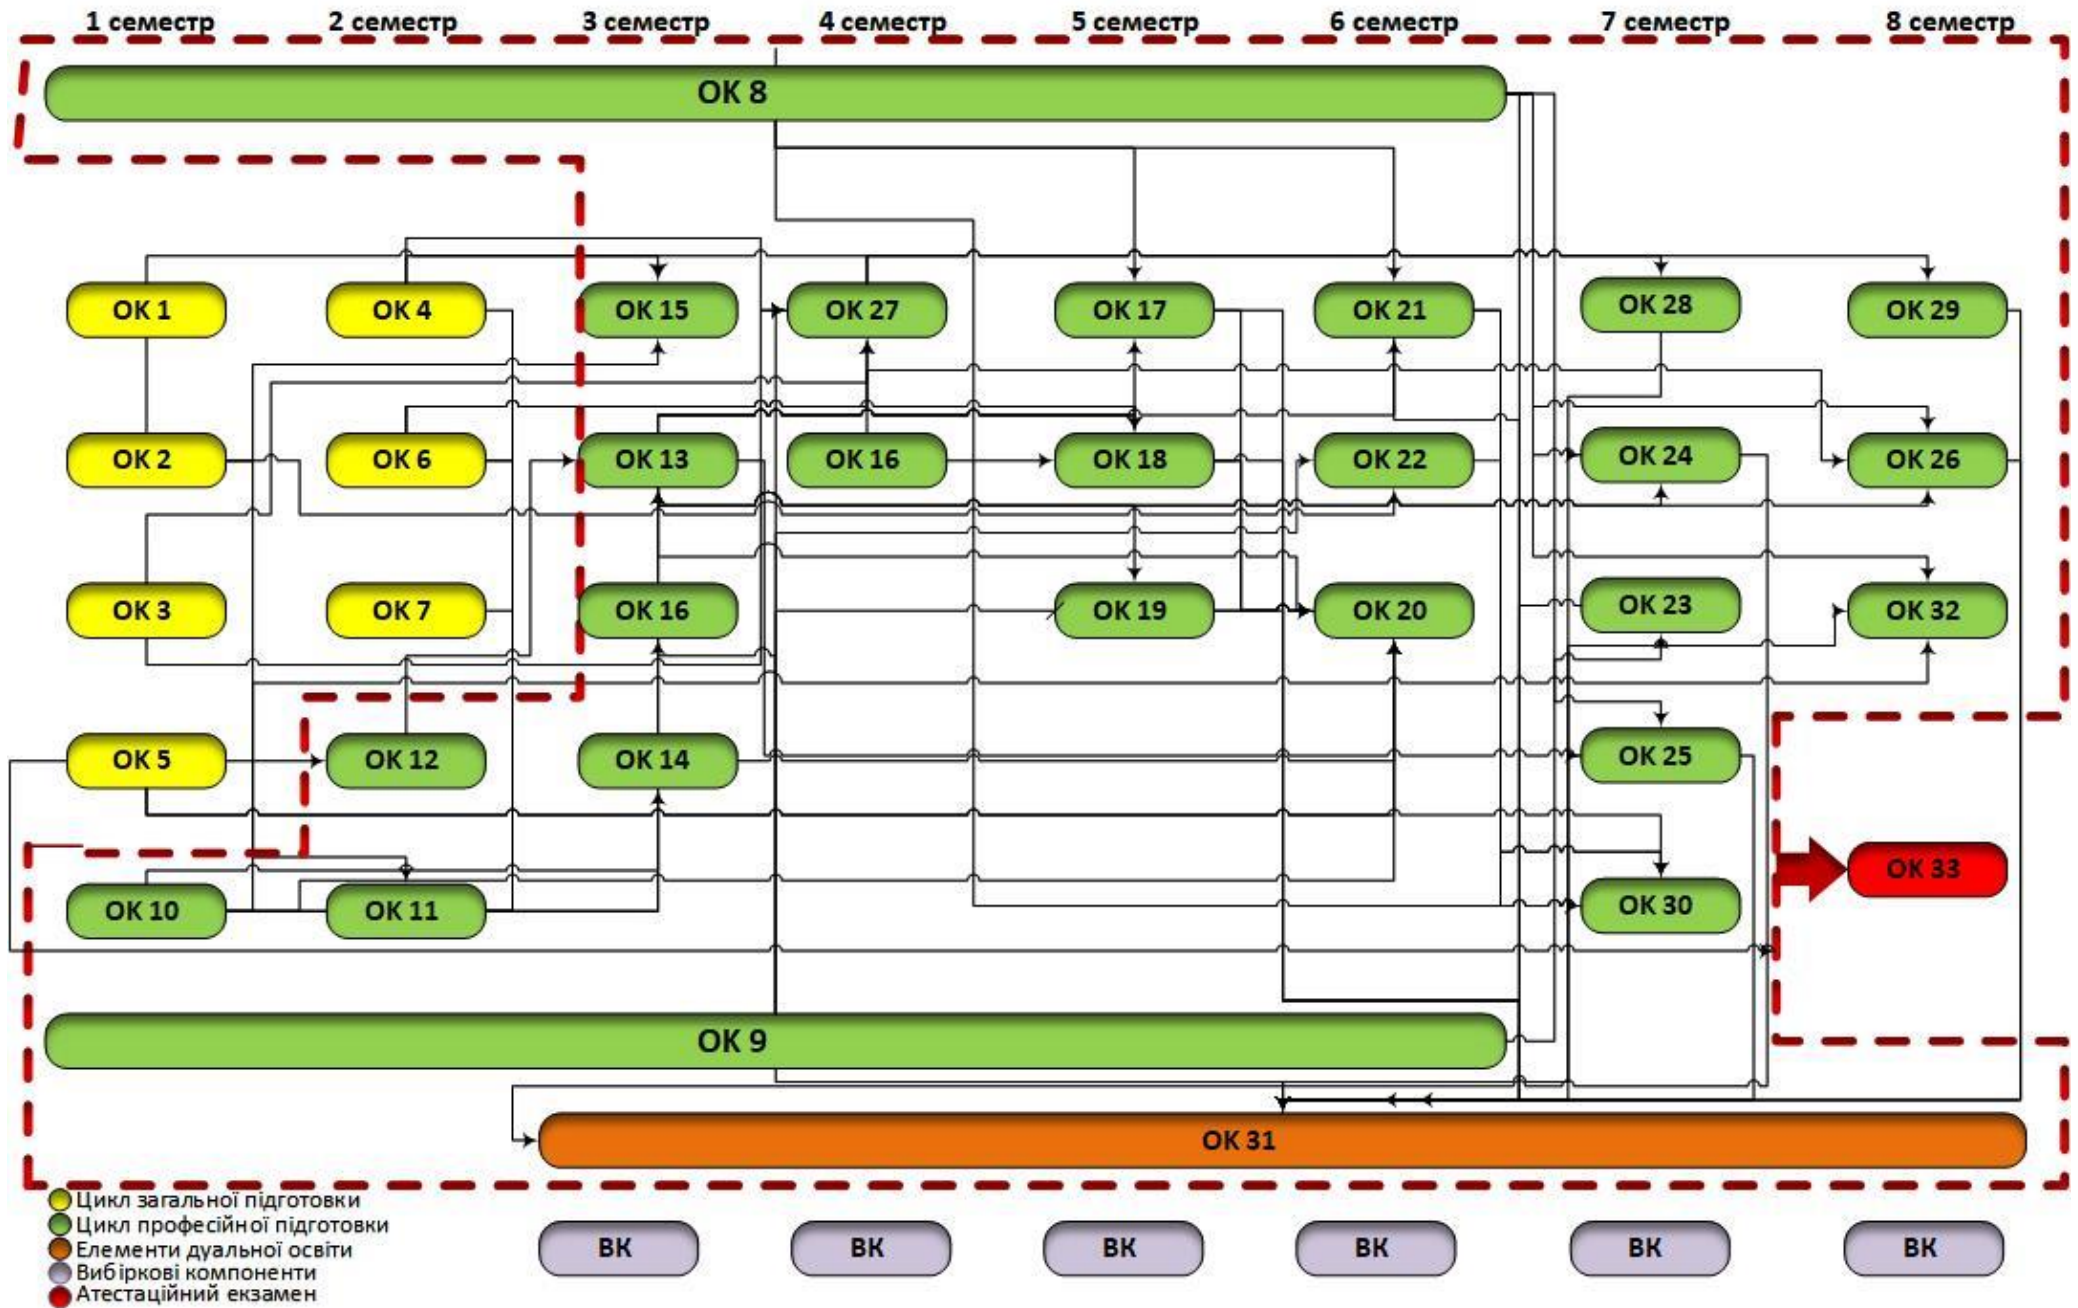 1 семестр 2 семестр 3 семестр 4 семестр 5 семестр 6 семестр 7 семестр 8 семестр
ОК 8
ОК 1 ОК 4 ОК 15 ОК 27 ОК 17 ОК 21 ОК 28 ОК 29
ОК 2 ОК 6 ОК 13 ОК 16 ОК 18 ОК 22 ОК 24 ОК 26
ОК 3 ОК 7 ОК 16 ОК 19 ОК 20 ОК 23 ОК 32
ОК 5 ОК 12 ОК 14 ОК 25
ОК 33
ОК 10 ОК 11 ОК 30
ОК 9
ОК 31
Цикл загальної підготовки
Цикл професійної підготовки
Елементи дуальної освіти
Вибіркові компоненти
Атестаційний екзамен
ВК ВК ВК ВК ВК ВК